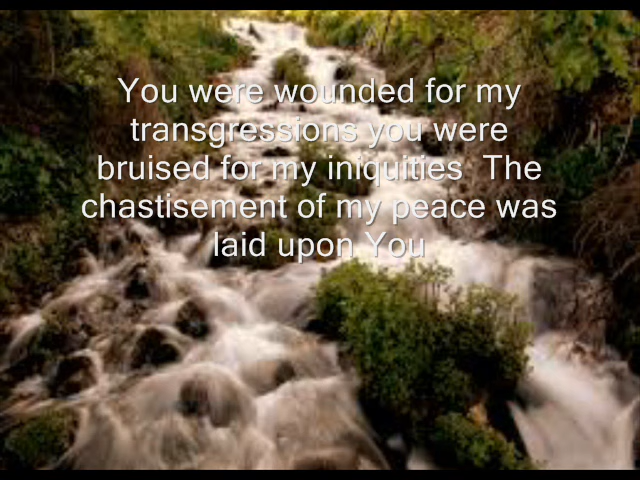 You were wounded for my
transgressions you were
bruised for my iniquities  The
chastisement of my peace was
laid upon You